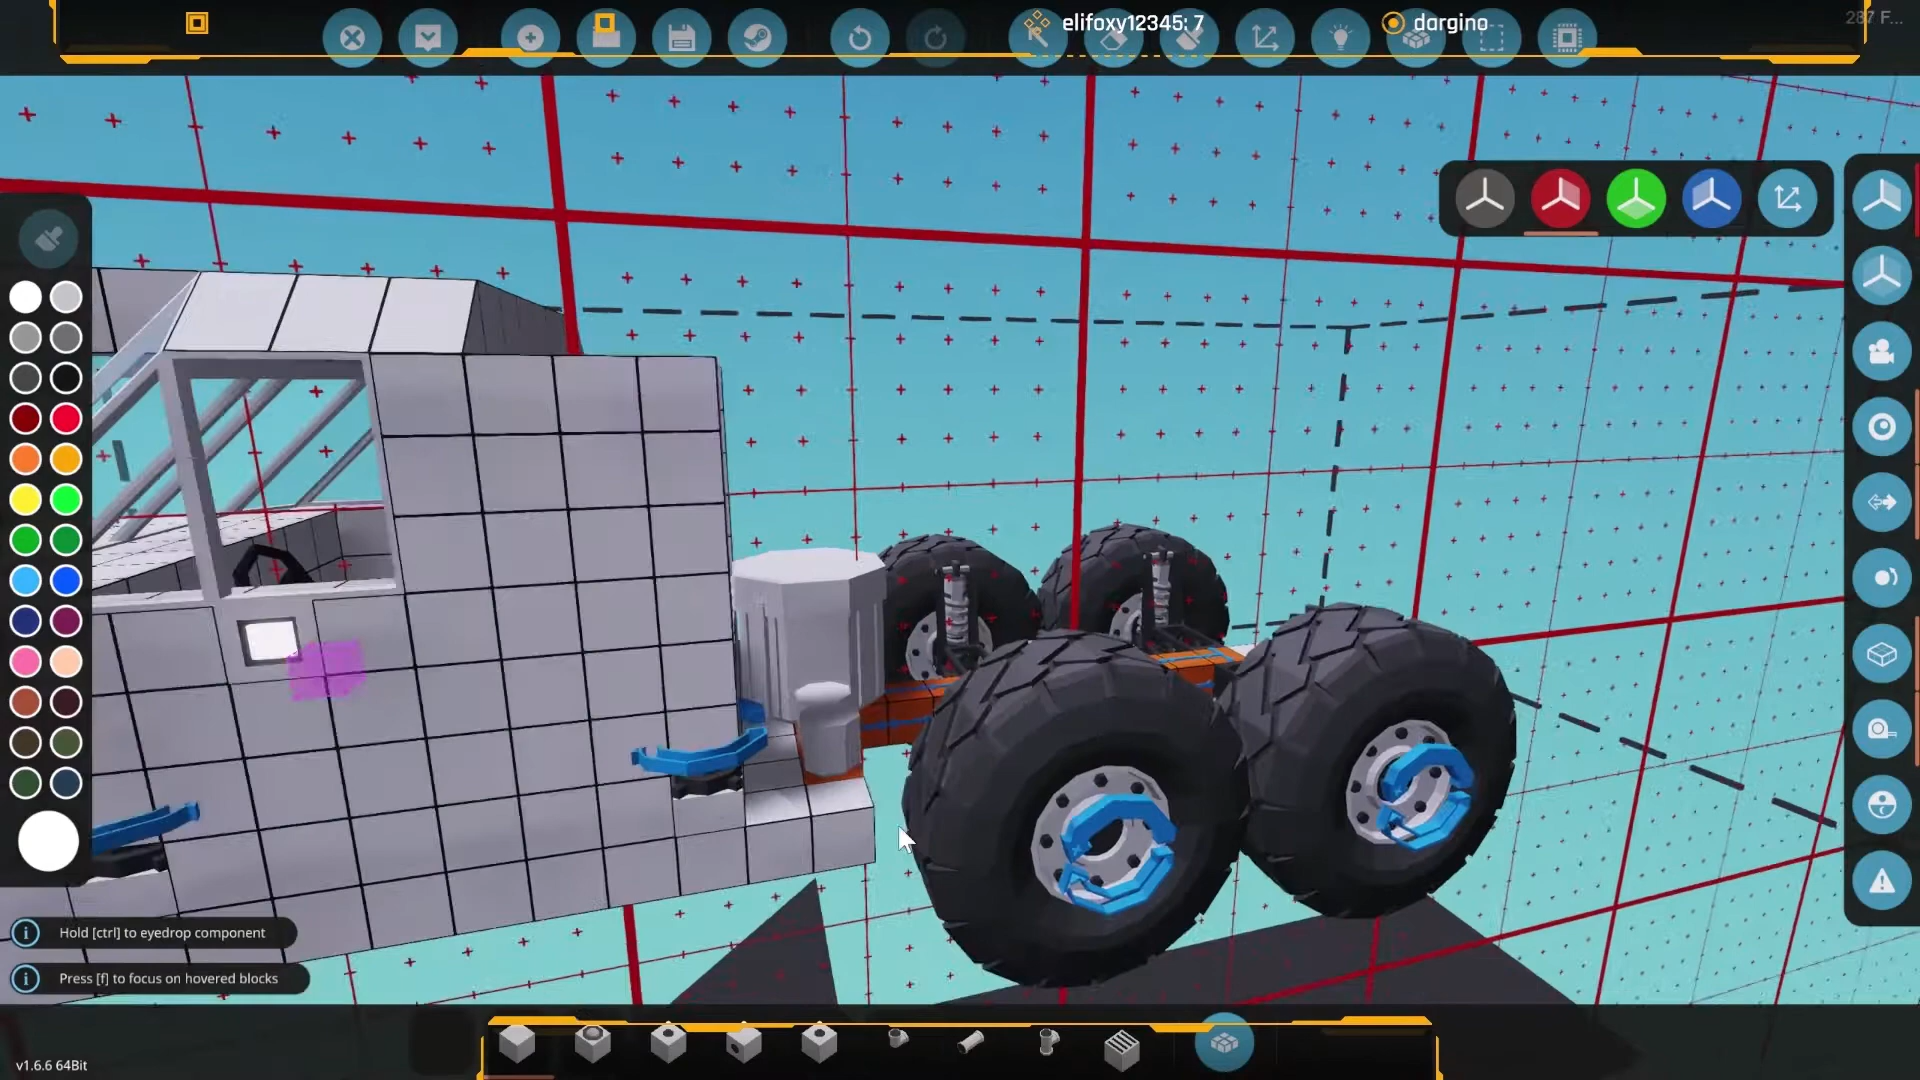 elifoxy12345: 7
dargino
Hold [ctrl] to eyedrop component
Press [f] to focus on hovered blocks
v1.6.6 64Bit